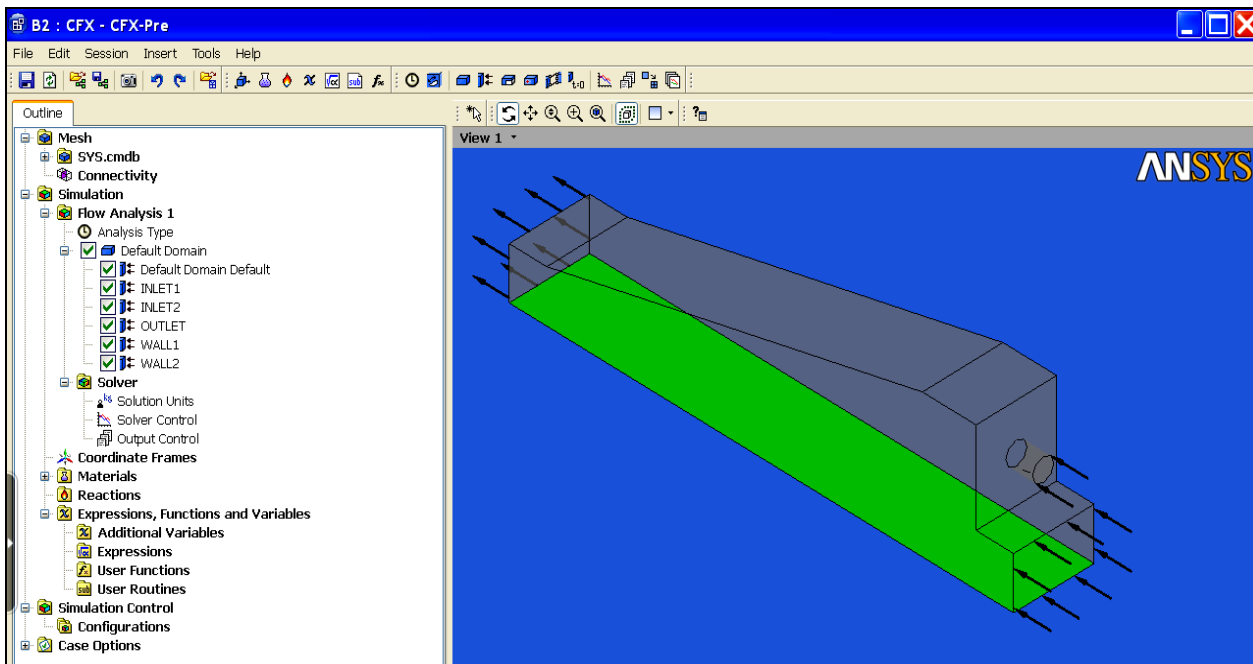 B2 : CFX - CFX-Pre
File Edit Session Insert Tools Help
Outline
Mesh
SYS.cmdb
Connectivity
Simulation
Flow Analysis 1
Analysis Type
Default Domain
Default Domain Default
INLET1
INLET2
OUTLET
WALL1
WALL2
Solver
Solution Units
Solver Control
Output Control
Coordinate Frames
Materials
Reactions
Expressions, Functions and Variables
Additional Variables
Expressions
User Functions
User Routines
Simulation Control
Configurations
Case Options
View 1
ANSYS